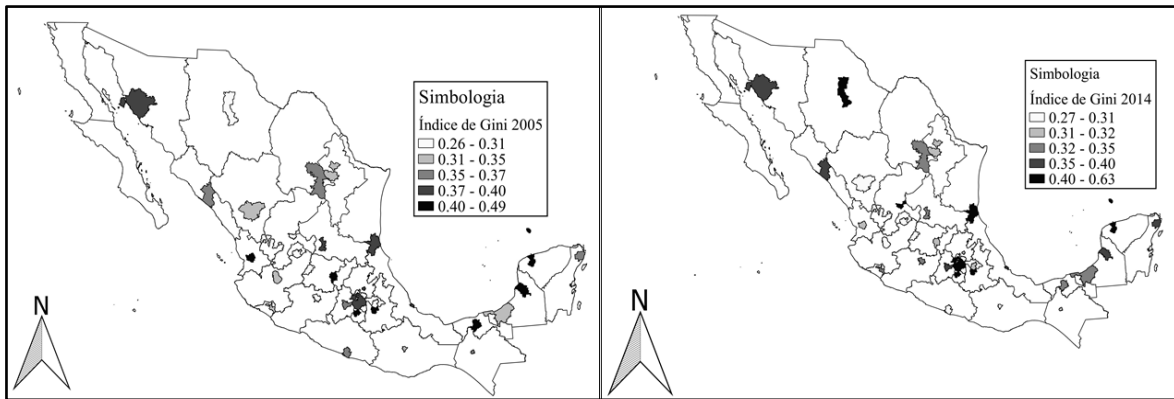 Simbologia
Índice de Gini 2005
0.26 - 0.31
0.31 - 0.35
0.35 - 0.37
0.37 - 0.40
0.40 - 0.49
N
Simbologia
Índice de Gini 2014
0.27 - 0.31
0.31 - 0.32
0.32 - 0.35
0.35 - 0.40
0.40 - 0.63
N